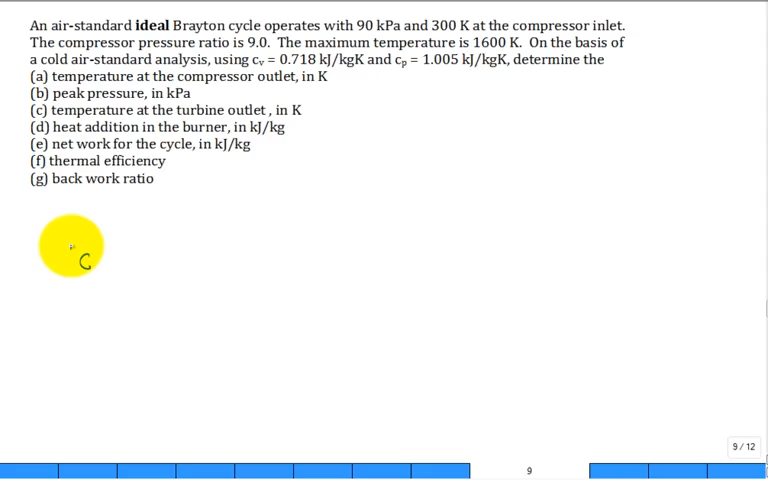 An air-standard ideal Brayton cycle operates with 90 kPa and 300 K at the compressor inlet.
The compressor pressure ratio is 9.0.  The maximum temperature is 1600 K.  On the basis of
a cold air-standard analysis, using cv = 0.718 kJ/kgK and cp = 1.005 kJ/kgK, determine the
(a) temperature at the compressor outlet, in K
(b) peak pressure, in kPa
(c) temperature at the turbine outlet , in K
(d) heat addition in the burner, in kJ/kg
(e) net work for the cycle, in kJ/kg
(f) thermal efficiency
(g) back work ratio
C
9 / 12
9